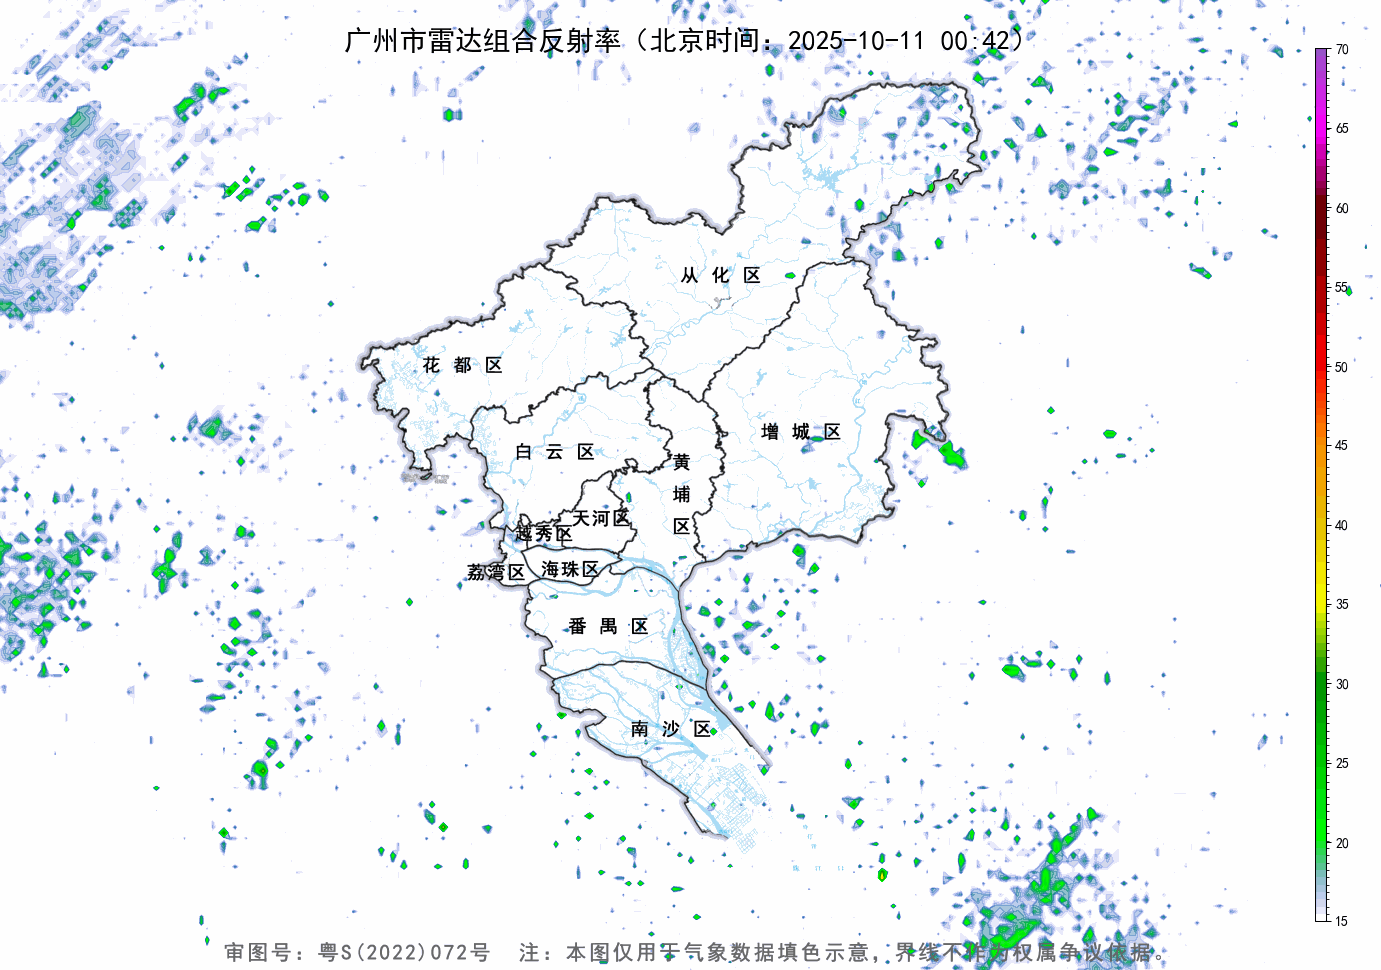 广州市雷达组合反射率（北京时间：2025-10-11 00:42）
70
65
60
55
50
45
40
35
30
25
20
15
从化区
花都区
增城区
白云区
黄埔区
天河区
越秀区
荔湾区
海珠区
番禺区
南沙区
审图号：粤S(2022)072号 注：本图仅用于气象数据填色示意，界线不作为权属争议依据。